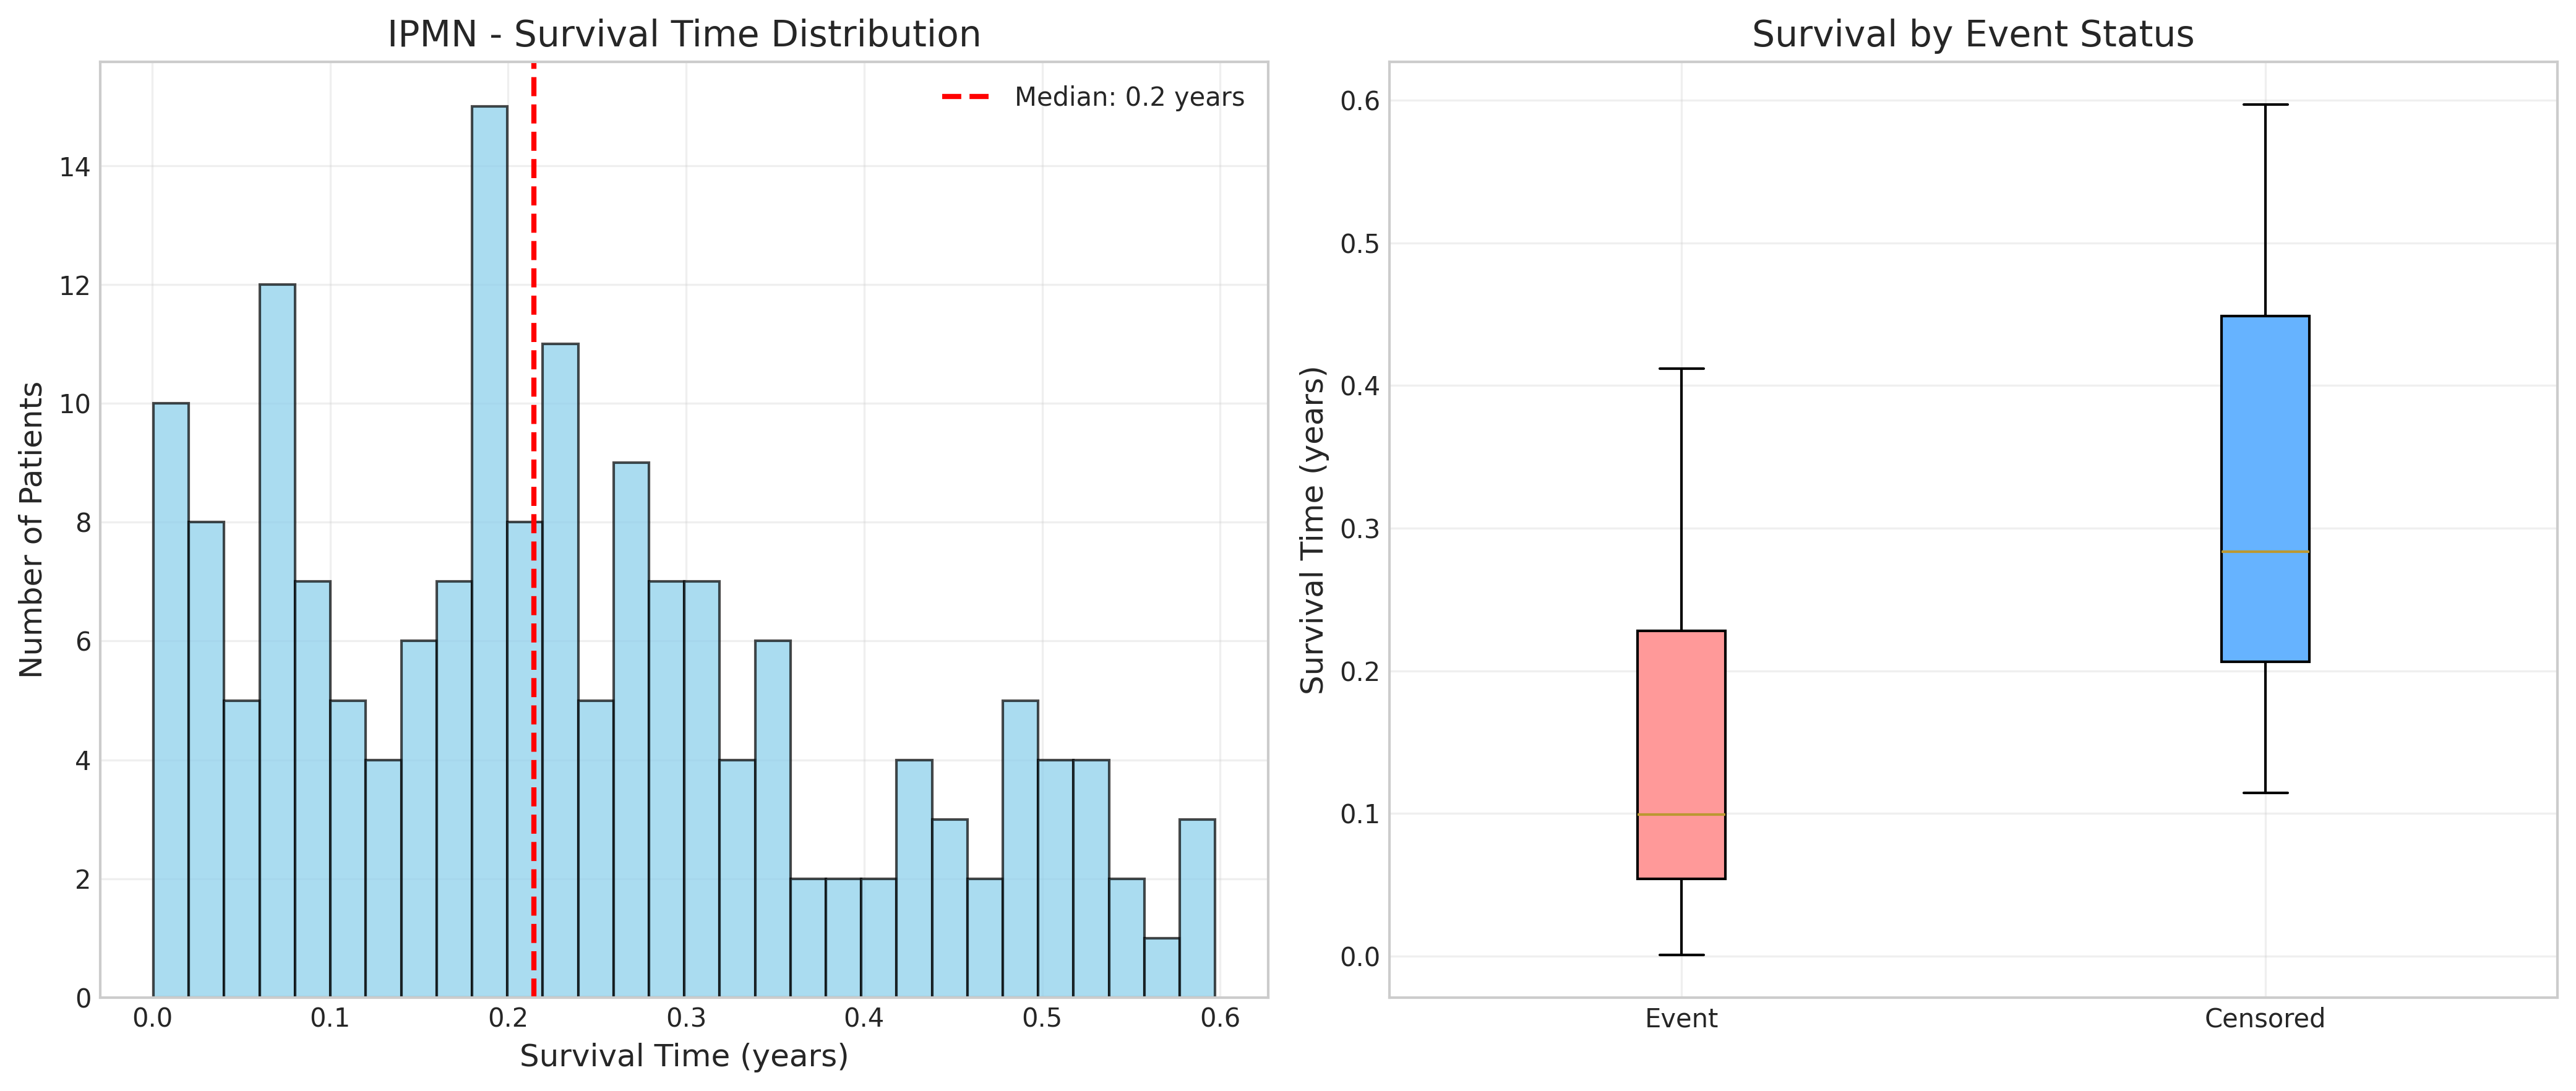 IPMN - Survival Time Distribution
Median: 0.2 years
Number of Patients
14
12
10
8
6
4
2
0
0.0 0.1 0.2 0.3 0.4 0.5 0.6
Survival Time (years)
Survival by Event Status
Survival Time (years)
0.6
0.5
0.4
0.3
0.2
0.1
0.0
Event Censored